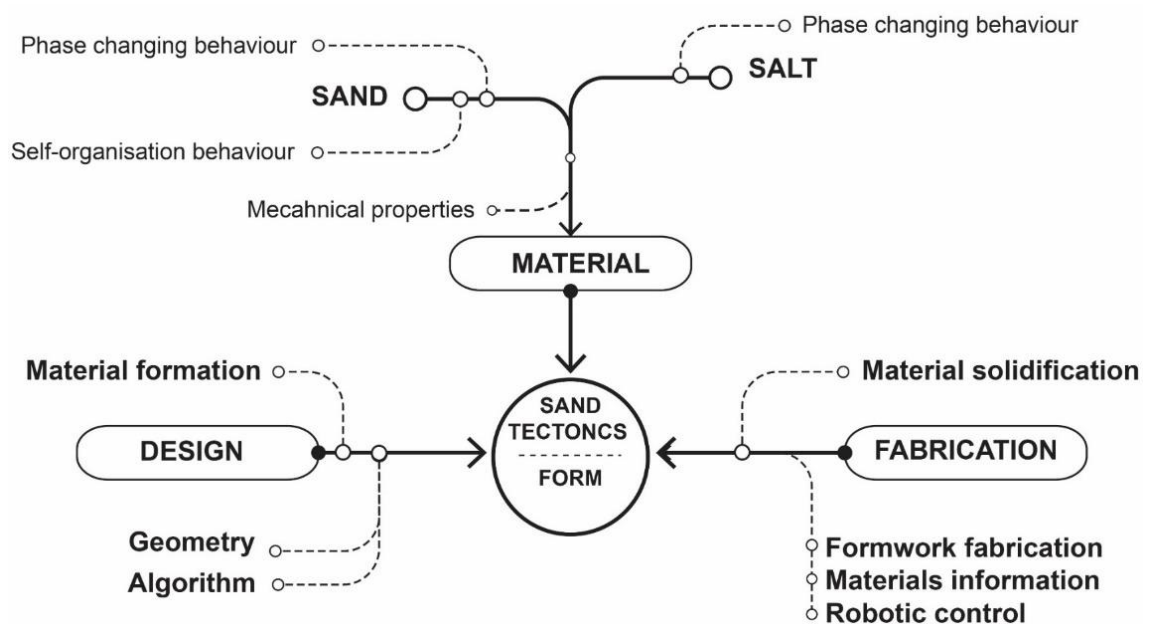 Phase changing behaviour
Phase changing behaviour
SAND
SALT
Self-organisation behaviour
Mecahnical properties
MATERIAL
Material formation
Material solidification
SAND
TECTONCS
FORM
DESIGN
FABRICATION
Geometry
Algorithm
Formwork fabrication
Materials information
Robotic control